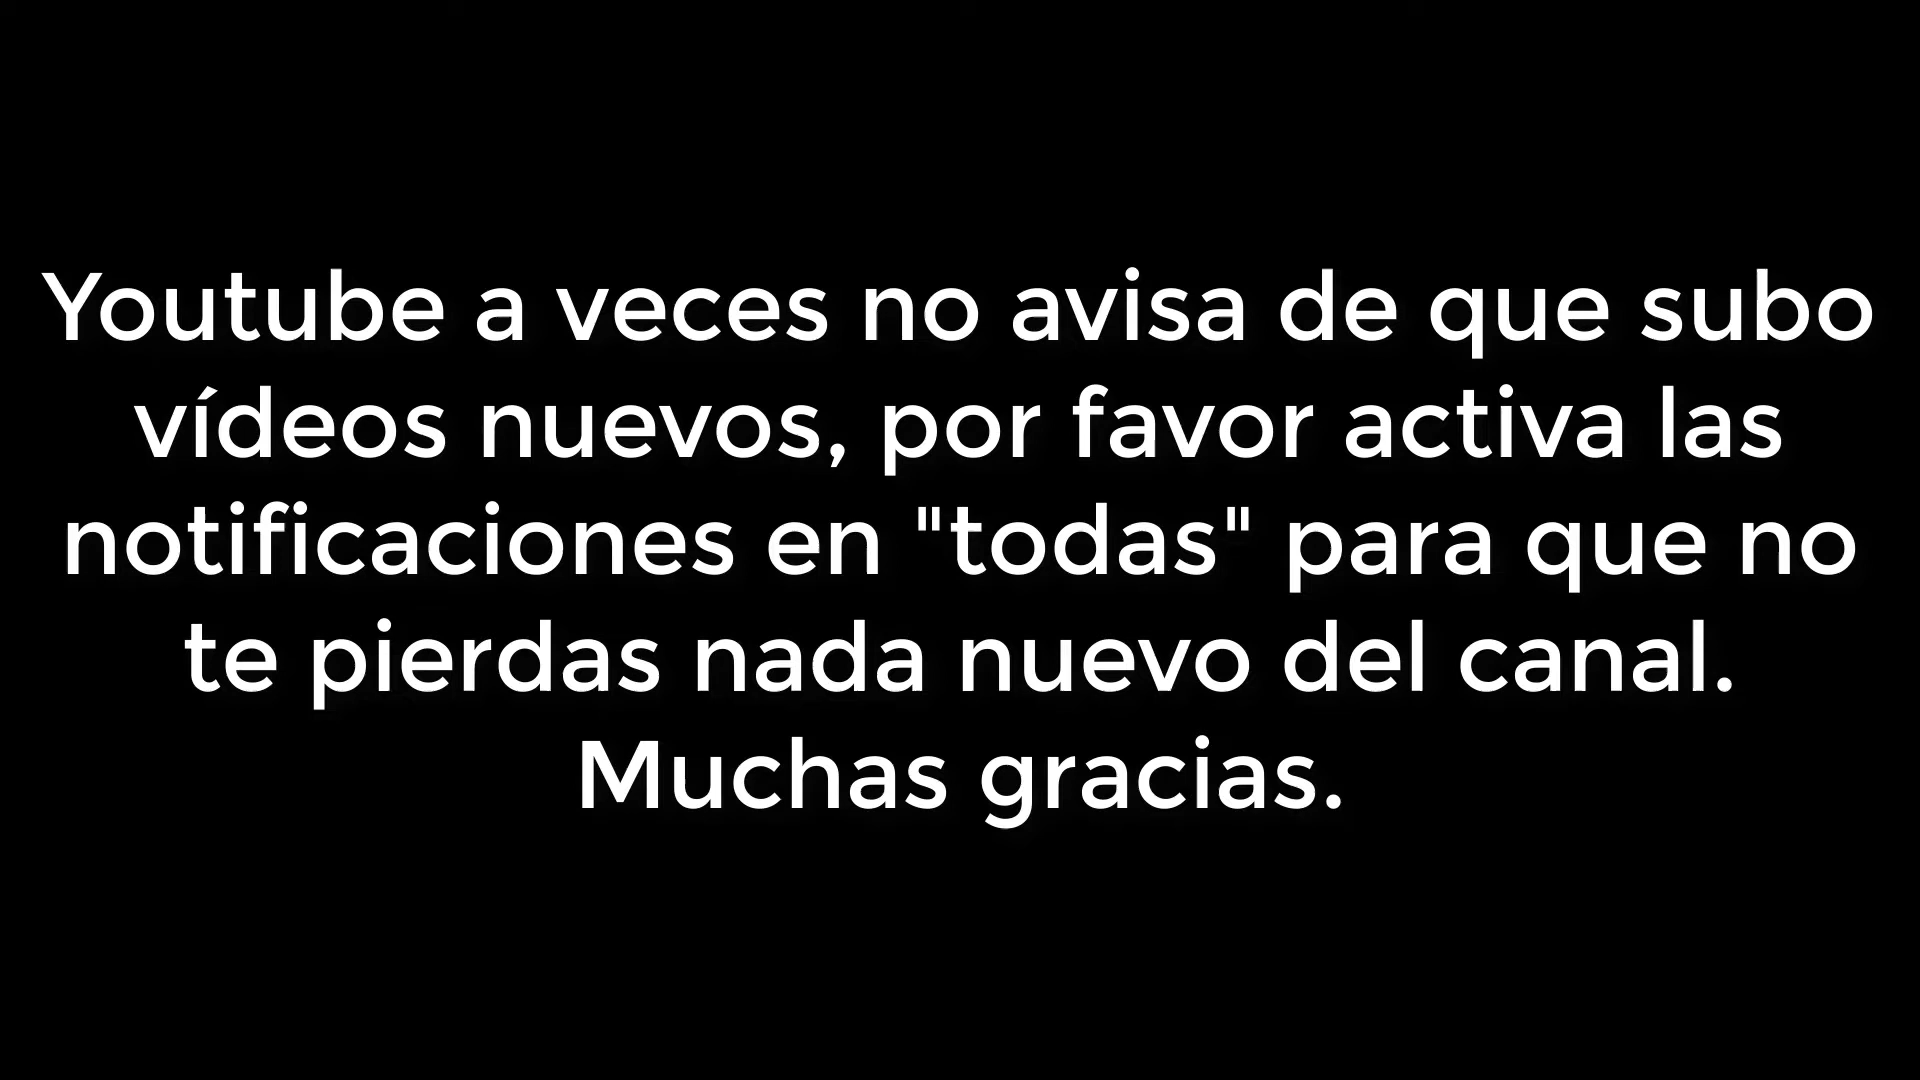 Youtube a veces no avisa de que subo
vídeos nuevos, por favor activa las
notificaciones en "todas" para que no
te pierdas nada nuevo del canal.
Muchas gracias.